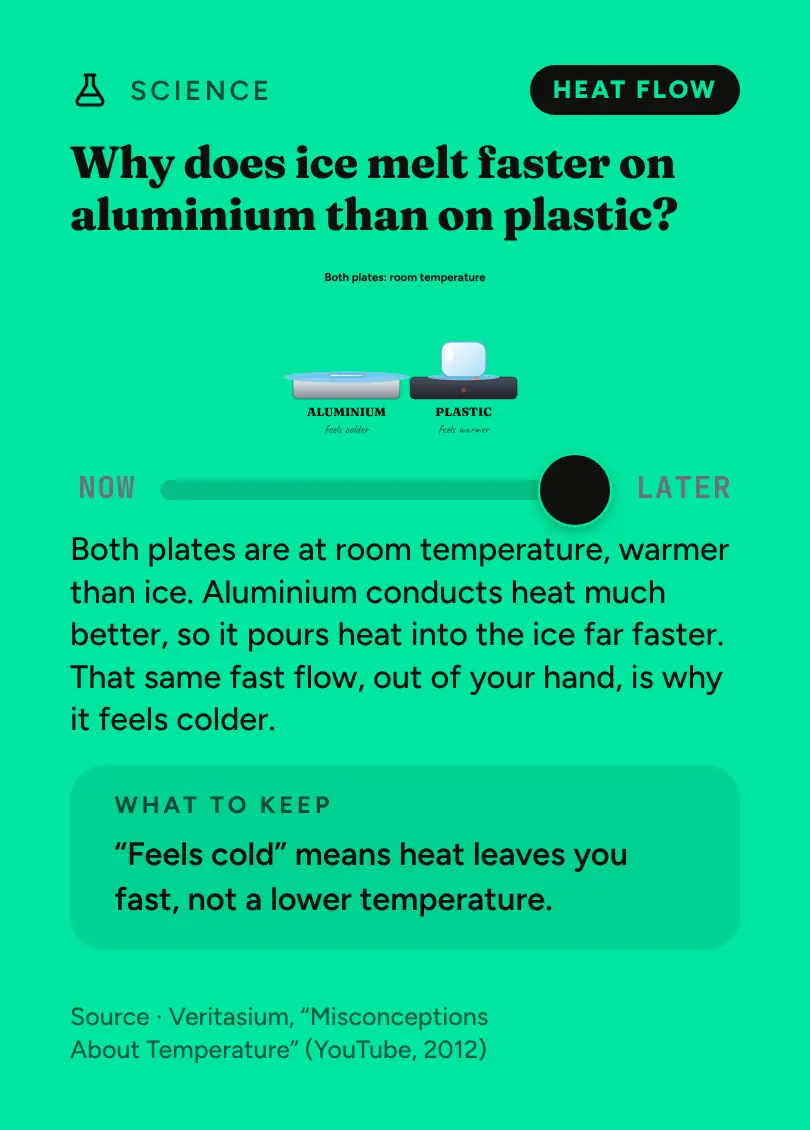 SCIENCE
HEAT FLOW
Why does ice melt faster on
aluminium than on plastic?
Both plates: room temperature
ALUMINIUM
PLASTIC
feels colder
feels warmer
NOW
LATER
Both plates are at room temperature, warmer
than ice. Aluminium conducts heat much
better, so it pours heat into the ice far faster.
That same fast flow, out of your hand, is why
it feels colder.
WHAT TO KEEP
“Feels cold” means heat leaves you
fast, not a lower temperature.
Source · Veritasium, “Misconceptions
About Temperature” (YouTube, 2012)